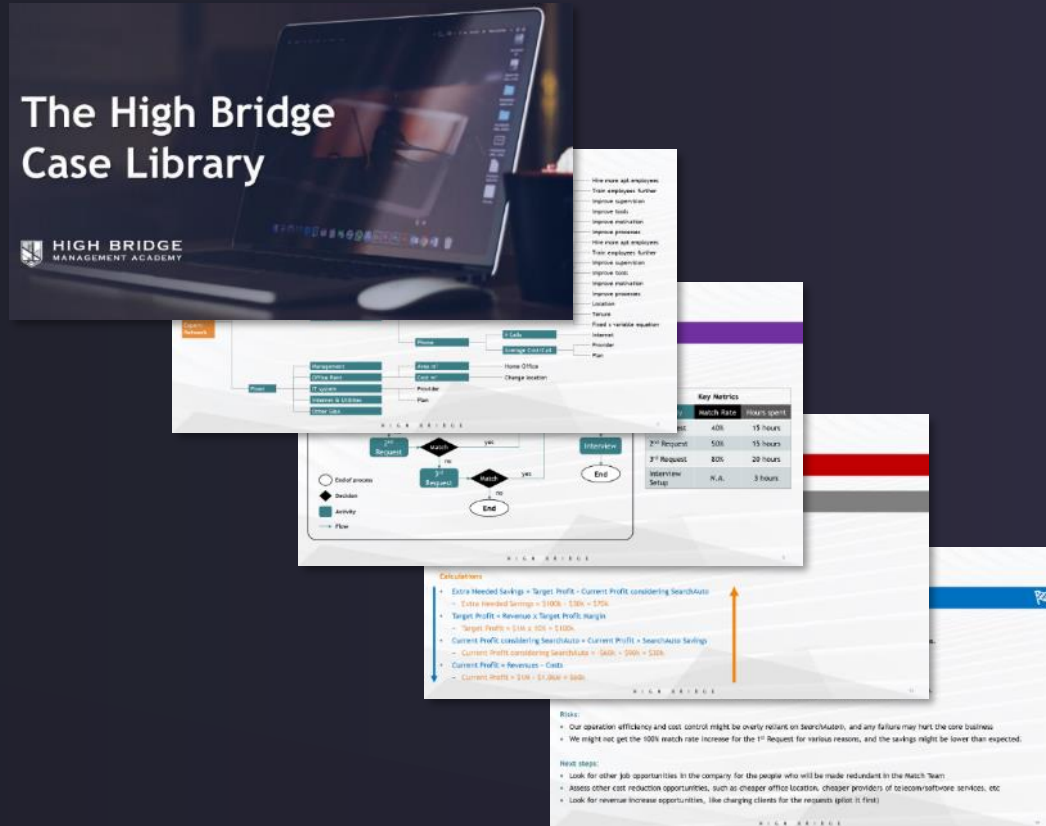 The High Bridge
Case Library
HIGH BRIDGE
MANAGEMENT ACADEMY
Hire more apt employees
Train employees further
Improve supervision
Improve tools
Improve motivation
Improve processes
Hire more apt employees
Train employees further
Improve supervision
Improve tools
Improve motivation
Improve processes
Location
Tenure
Fixed x variable equation
Expert
Network
Phone
# Calls
Average Cost/Call
Internet
Provider
Plan
Fixed
Management
Office Rent
IT system
Internet & Utilities
Other G&A
Area m²
Cost m²
Home Office
Change location
Provider
Plan
HIGH BRIDGE
2nd
Request
Match
yes
no
3rd
Request
Match
yes
no
End
Interview
End
End of process
Decision
Activity
Flow
Key Metrics
Match Rate Hours spent
40% 15 hours
2nd Request 50% 15 hours
3rd Request 80% 20 hours
Interview
Setup N.A. 3 hours
HIGH BRIDGE
Calculations
• Extra Needed Savings = Target Profit - Current Profit considering SearchAuto
– Extra Needed Savings = $100k - $30k = $70k
• Target Profit = Revenue x Target Profit Margin
– Target Profit = $1M x 10% = $100k
• Current Profit considering SearchAuto = Current Profit + SearchAuto Savings
– Current Profit considering SearchAuto =
• Current Profit = Revenues - Costs
– Current Profit = $1M - $1.06M =
HIGH BRIDGE
Risks:
• Our operation efficiency and cost control might be overly reliant on SearchAuto®, and any failure may hurt the core business
• We might not get the 100% match rate increase for the 1st Request for various reasons, and the savings might be lower than expected.
Next steps:
• Look for other job opportunities in the company for the people who will be made redundant in the Match Team
• Assess other cost reduction opportunities, such as cheaper office location, cheaper providers of telecom/software services, etc
• Look for revenue increase opportunities, like charging clients for the requests (pilot it first)
HIGH BRIDGE